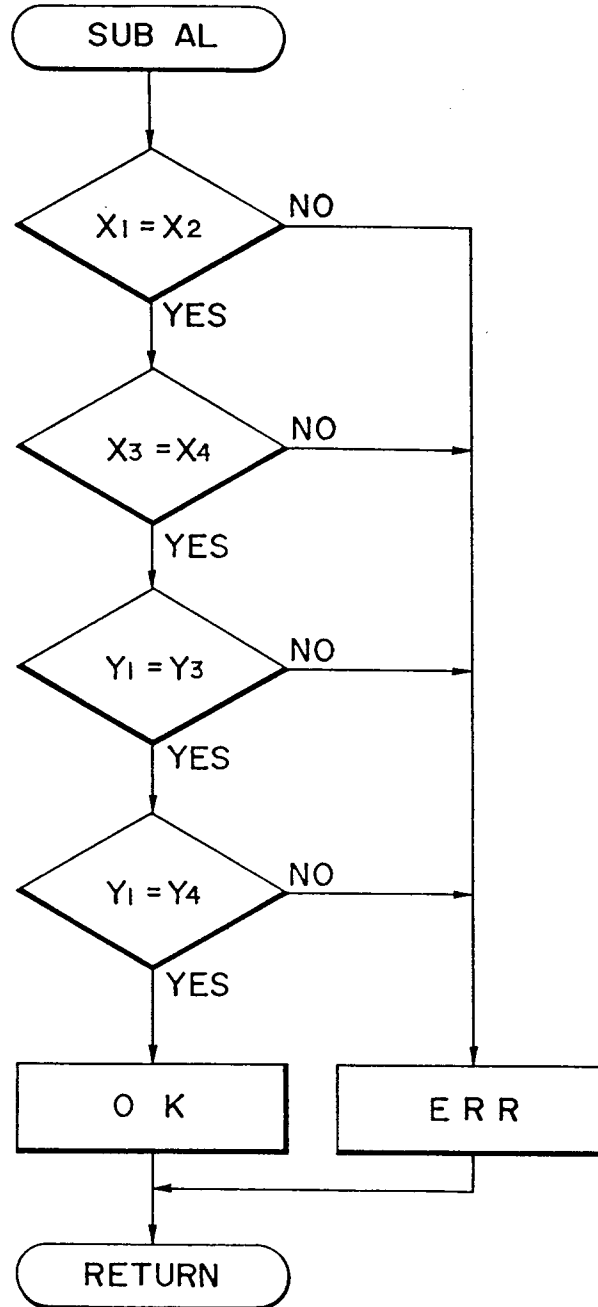 SUB AL
X1 = X2
NO
YES
X3 = X4
NO
YES
Y1 = Y3
NO
YES
Y1 = Y4
NO
YES
O K
E R R
RETURN